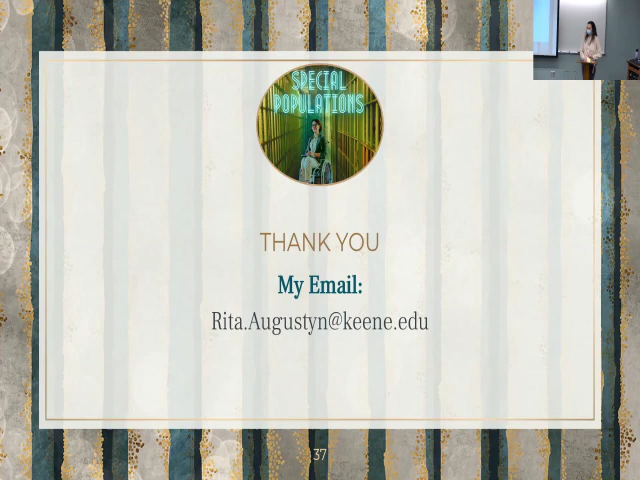 SPECIAL
POPULATIONS
THANK YOU
My Email:
Rita.Augustyn@keene.edu
37